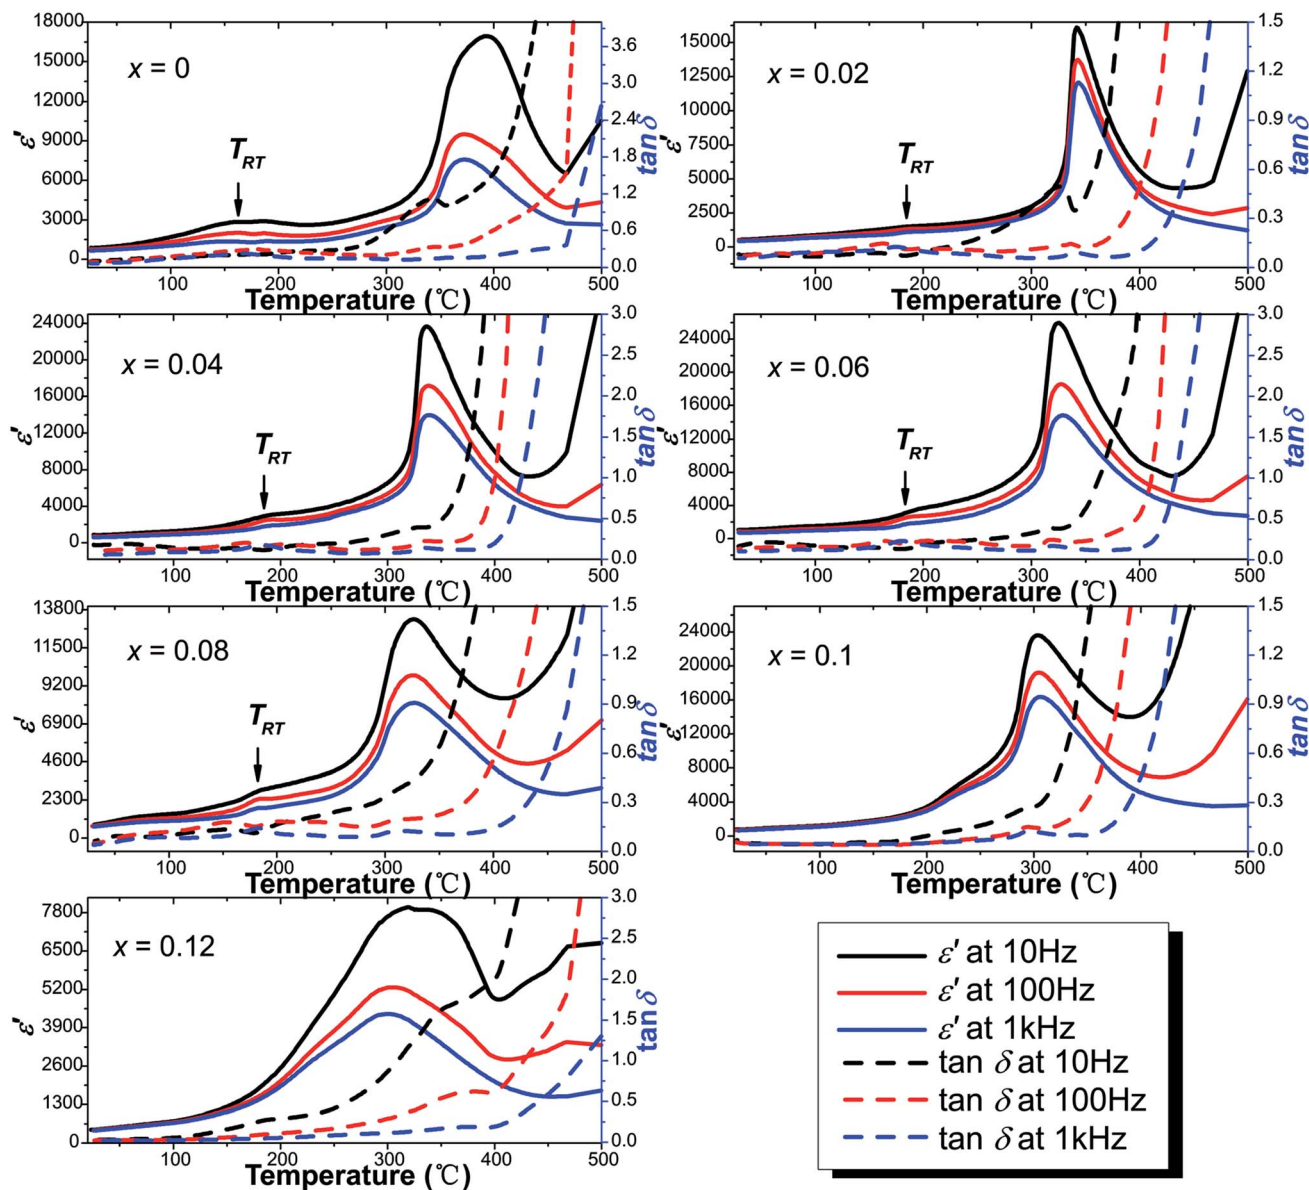 18000
15000
12000
9000
6000
3000
0
ε'
x = 0
T_RT
3.6
3.0
2.4
1.8
1.2
0.6
0.0
tan δ
100 200 300 400 500
Temperature (℃)
15000
12500
10000
7500
5000
2500
0
ε'
x = 0.02
T_RT
1.5
1.2
0.9
0.6
0.3
0.0
tan δ
100 200 300 400 500
Temperature (℃)
24000
20000
16000
12000
8000
4000
0
ε'
x = 0.04
T_RT
3.0
2.5
2.0
1.5
1.0
0.5
0.0
tan δ
100 200 300 400 500
Temperature (℃)
24000
20000
16000
12000
8000
4000
0
ε'
x = 0.06
T_RT
3.0
2.5
2.0
1.5
1.0
0.5
0.0
tan δ
100 200 300 400 500
Temperature (℃)
13800
11500
9200
6900
4600
2300
0
ε'
x = 0.08
T_RT
1.5
1.2
0.9
0.6
0.3
0.0
tan δ
100 200 300 400 500
Temperature (℃)
24000
20000
16000
12000
8000
4000
0
ε'
x = 0.1
1.5
1.2
0.9
0.6
0.3
0.0
tan δ
100 200 300 400 500
Temperature (℃)
7800
6500
5200
3900
2600
1300
0
ε'
x = 0.12
3.0
2.5
2.0
1.5
1.0
0.5
0.0
tan δ
100 200 300 400 500
Temperature (℃)
ε' at 10Hz
ε' at 100Hz
ε' at 1kHz
tan δ at 10Hz
tan δ at 100Hz
tan δ at 1kHz